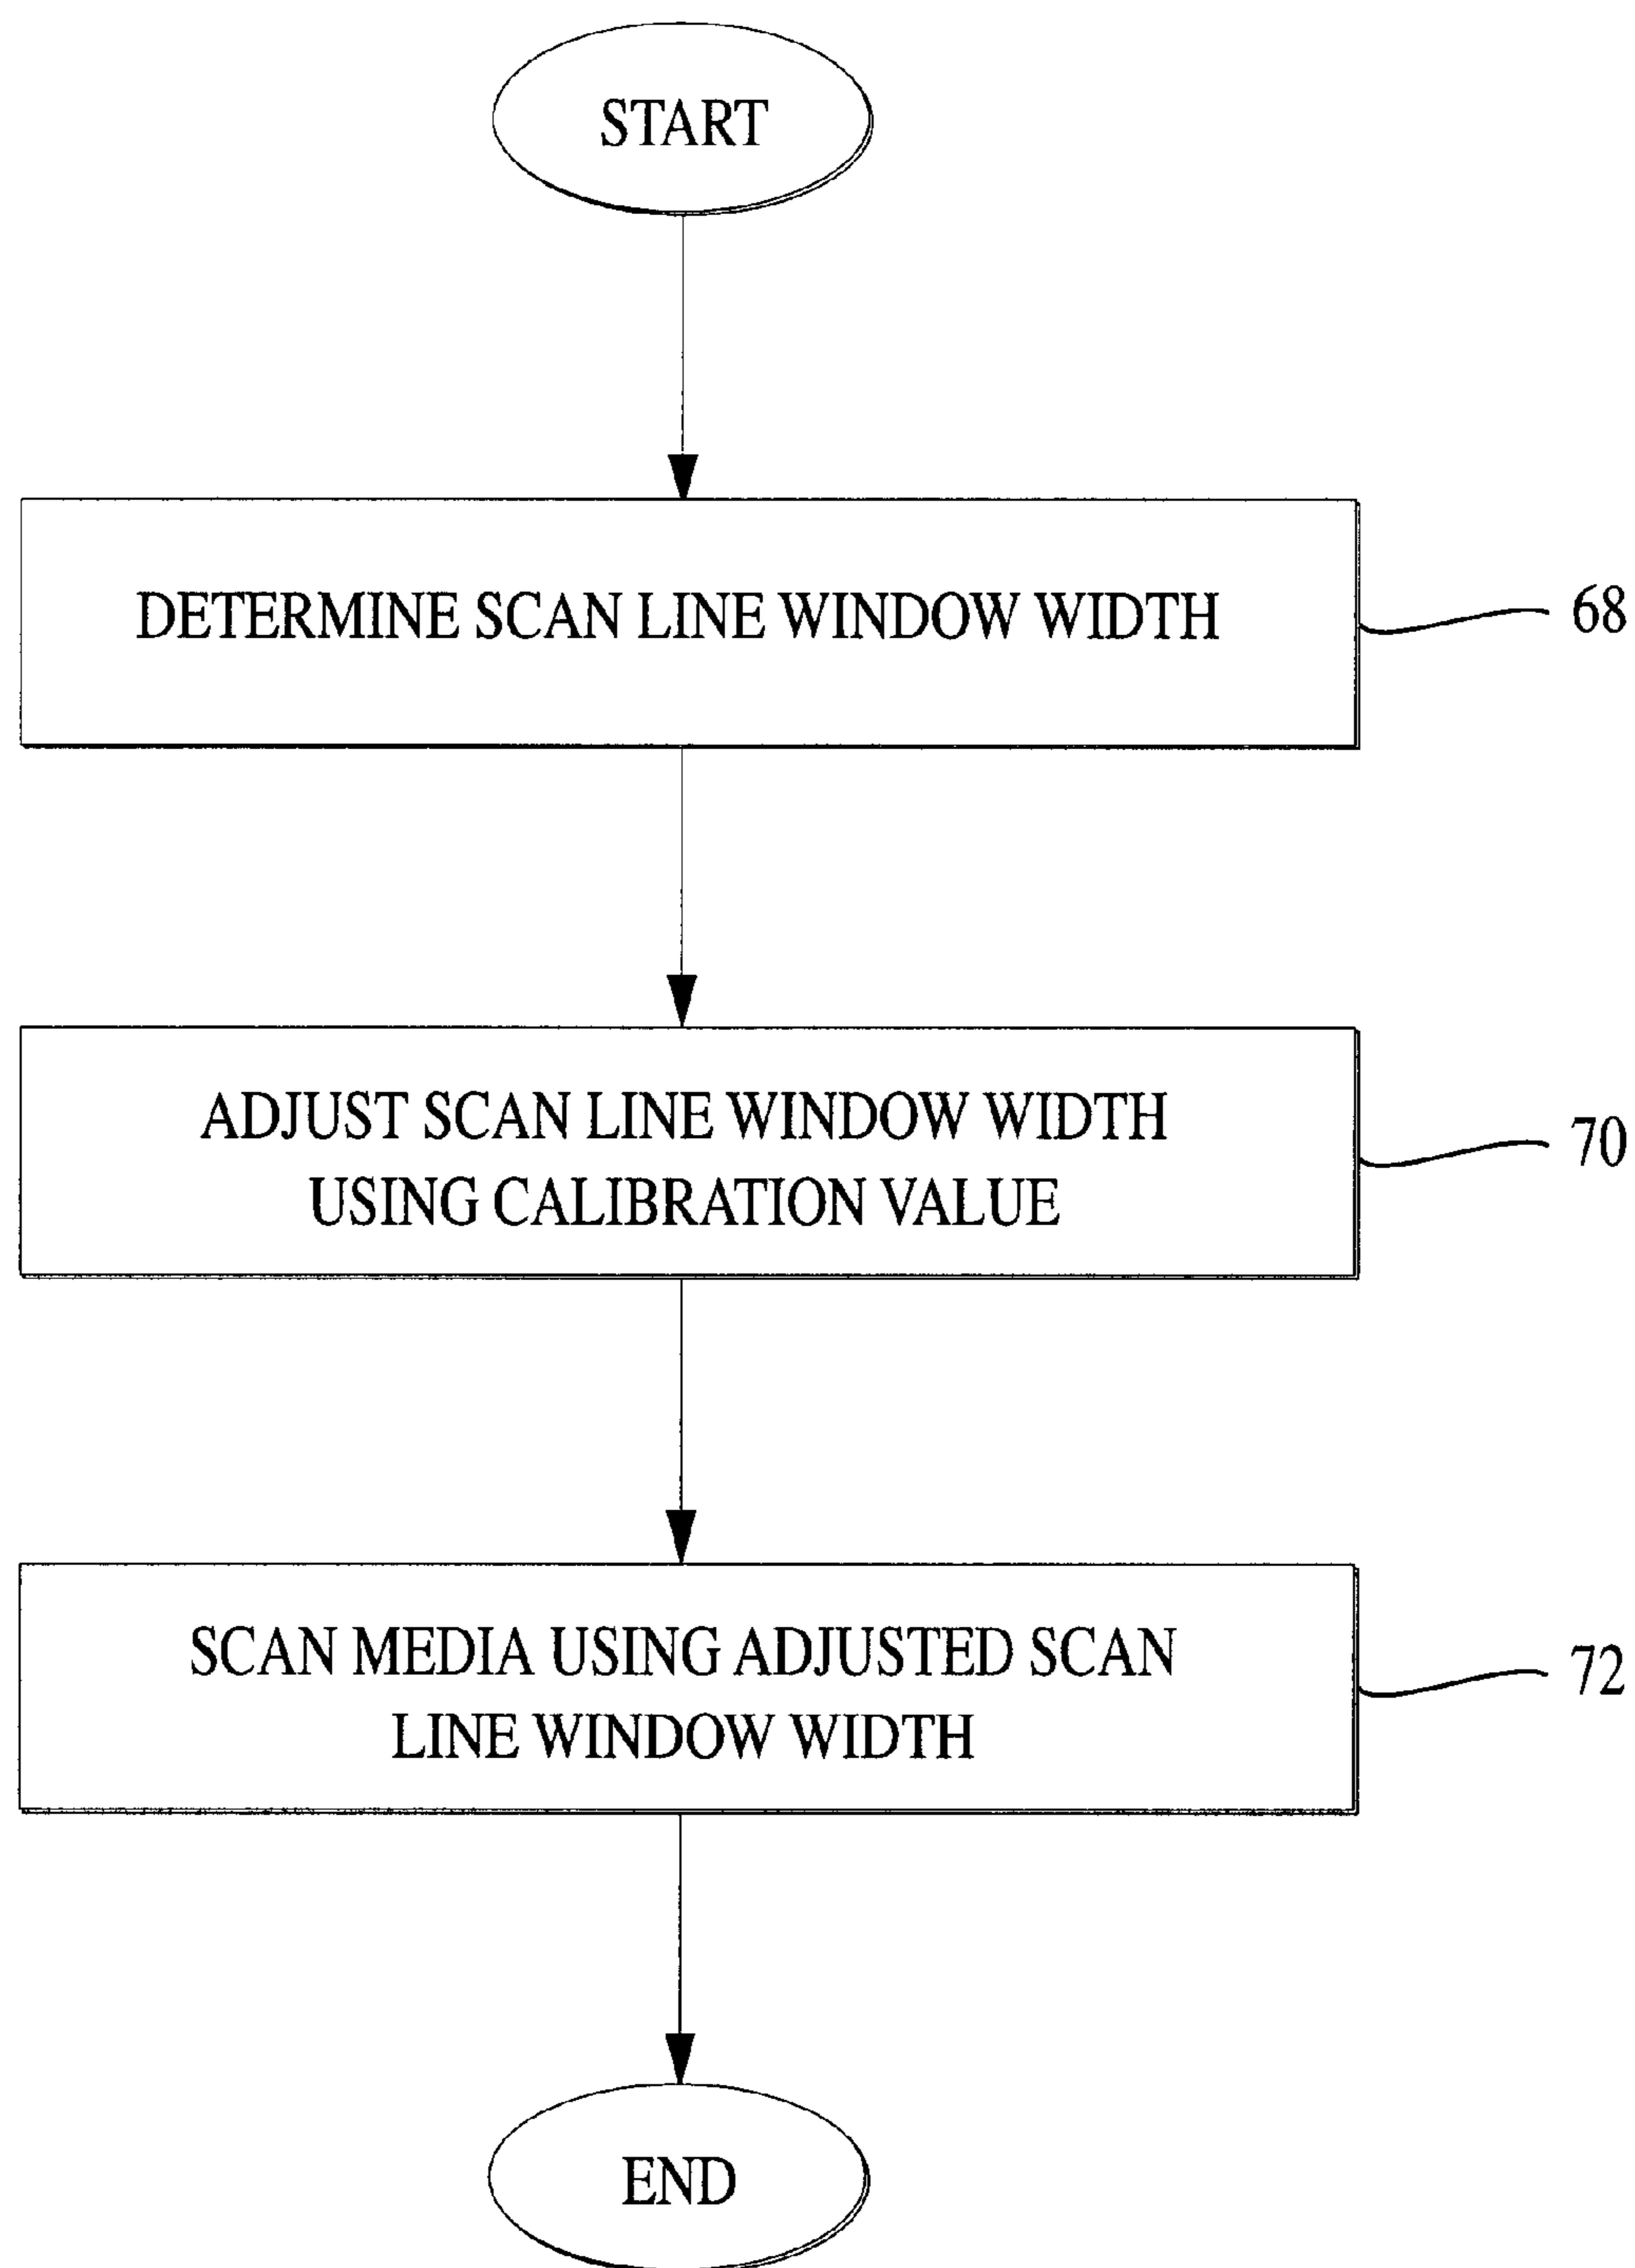 START
DETERMINE SCAN LINE WINDOW WIDTH
68
ADJUST SCAN LINE WINDOW WIDTH
USING CALIBRATION VALUE
70
SCAN MEDIA USING ADJUSTED SCAN
LINE WINDOW WIDTH
72
END